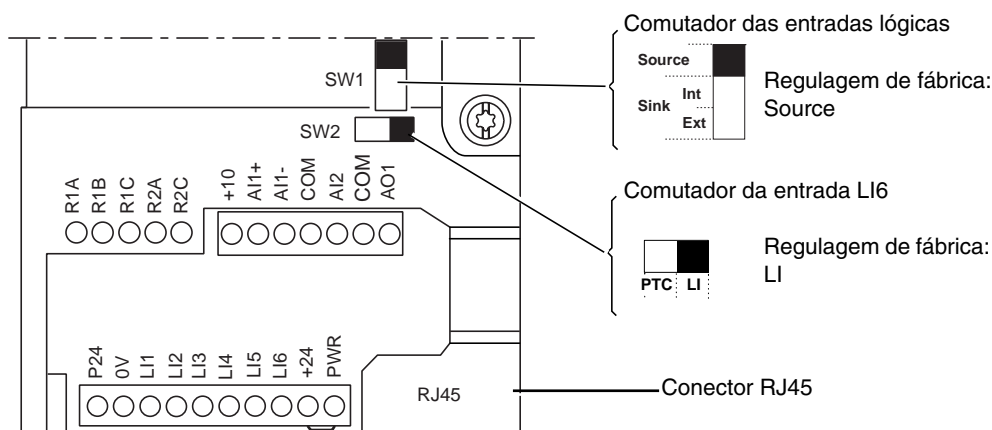 Comutador das entradas lógicas
SW1
Source
Sink
Int
Ext
Regulagem de fábrica:
Source
SW2
R1A
R1B
R1C
R2A
R2C
+10
AI1+
AI1-
COM
AI2
COM
AO1
Comutador da entrada LI6
PTC
LI
Regulagem de fábrica:
LI
P24
0V
LI1
LI2
LI3
LI4
LI5
LI6
+24
PWR
RJ45
Conector RJ45